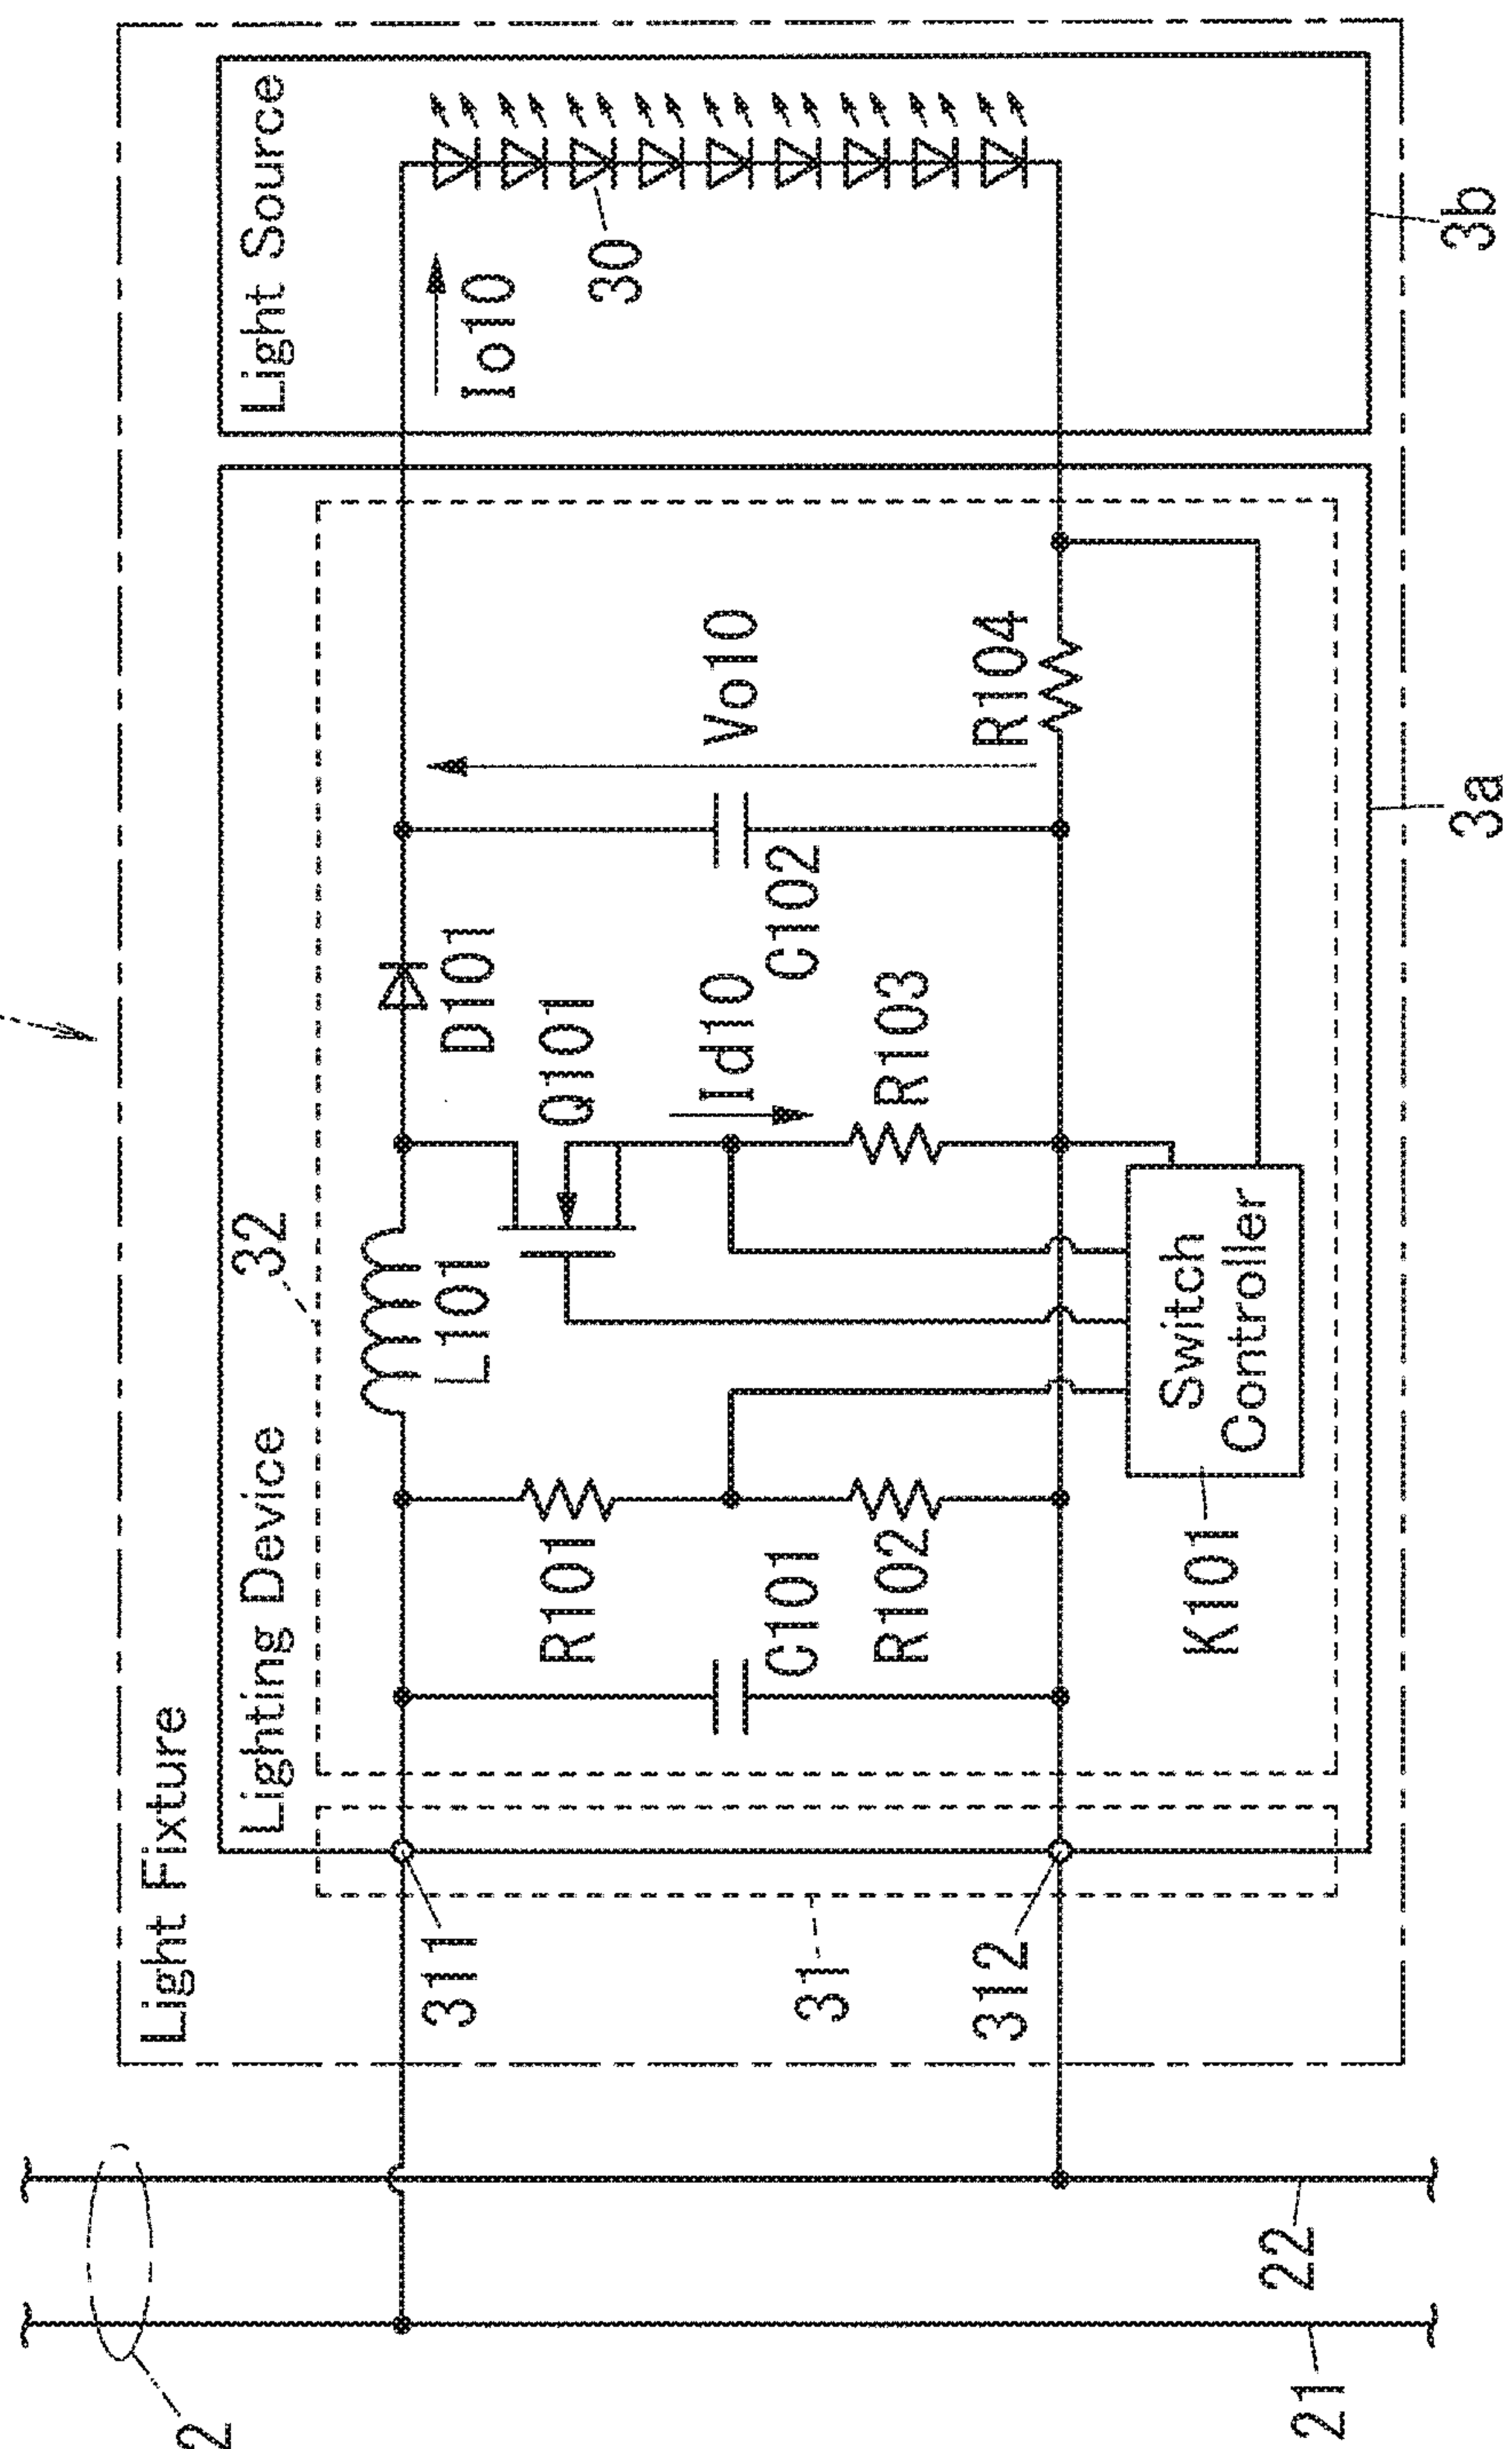 Light Fixture
Lighting Device
Light Source
32
L101
D101
Q101
Io10
30
R101
C101
R102
Id10
R103
C102
Vo10
R104
Switch
Controller
K101
311
31
312
3a
3b
2
21
22